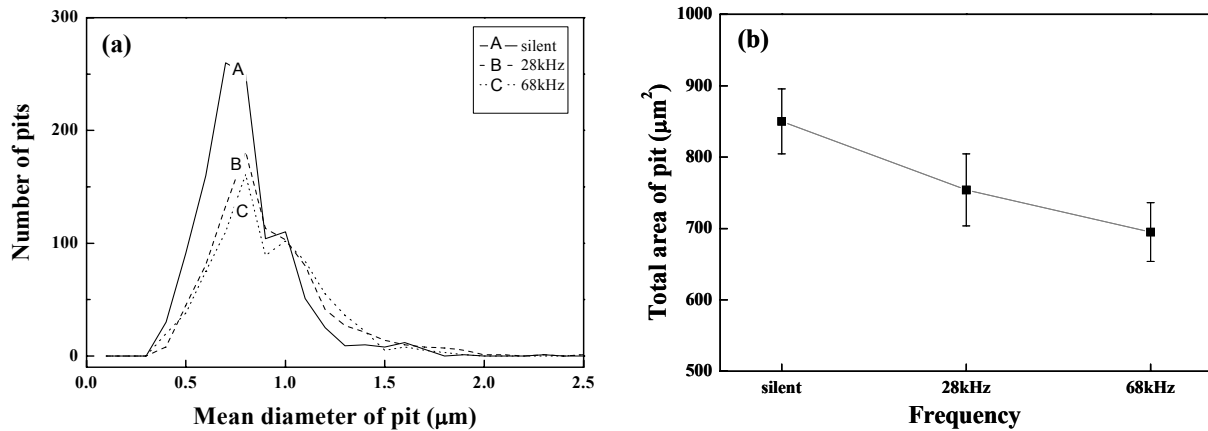 (a)
A silent
B 28kHz
C 68kHz
A
B
C
300
200
100
0
0.0 0.5 1.0 1.5 2.0 2.5
Number of pits
Mean diameter of pit (μm)
(b)
1000
900
800
700
600
500
silent 28kHz 68kHz
Total area of pit (μm²)
Frequency